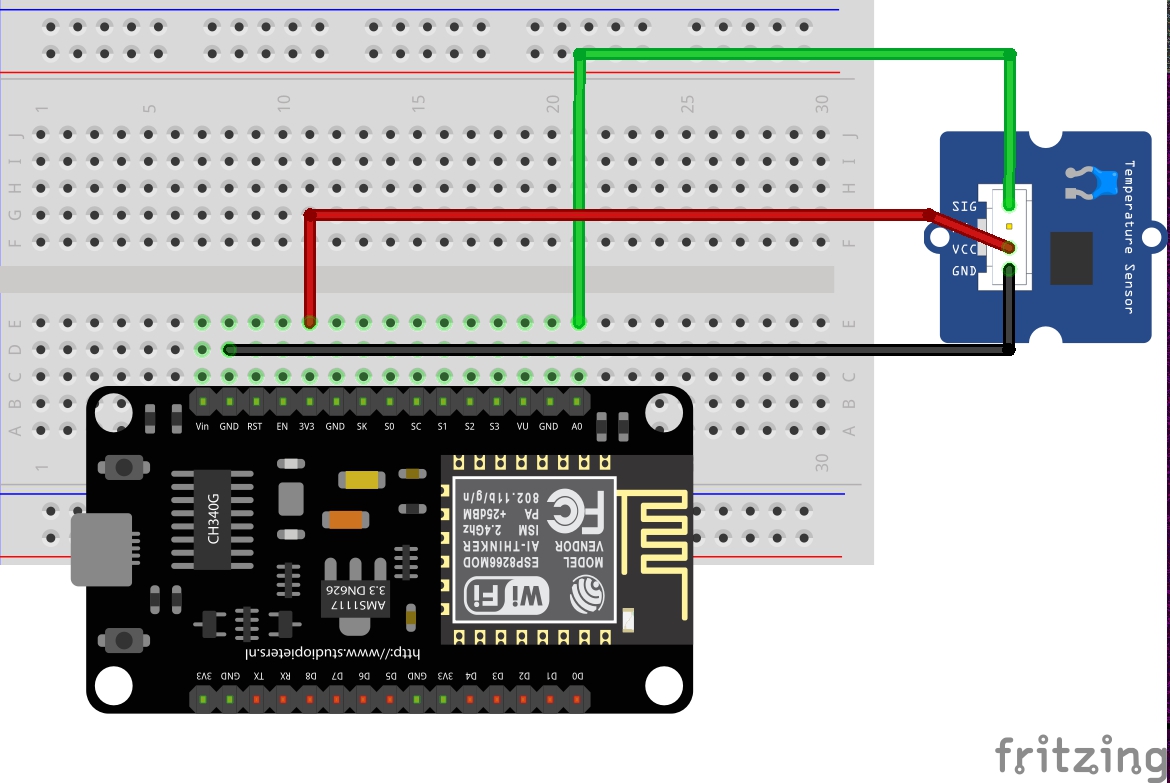 1 5 10 15 20 25 30
J J
I I
H H
G G
F F
E E
D D
C C
B B
A A
1 30
SIG
VCC
GND
Temperature Sensor
Vin GND RST EN 3V3 GND SK S0 SC S1 S2 S3 VU GND A0
CH340G
AMS1117
3.3 DN626
MODEL ESP8266MOD
VENDOR AI-THINKER
ISM 2.4Ghz
PA +25dBM
802.11b/g/n
FC
Wi Fi
http://www.studiopieters.nl
3V3 GND TX RX D8 D7 D6 D5 GND 3V3 D4 D3 D2 D1 D0
fritzing